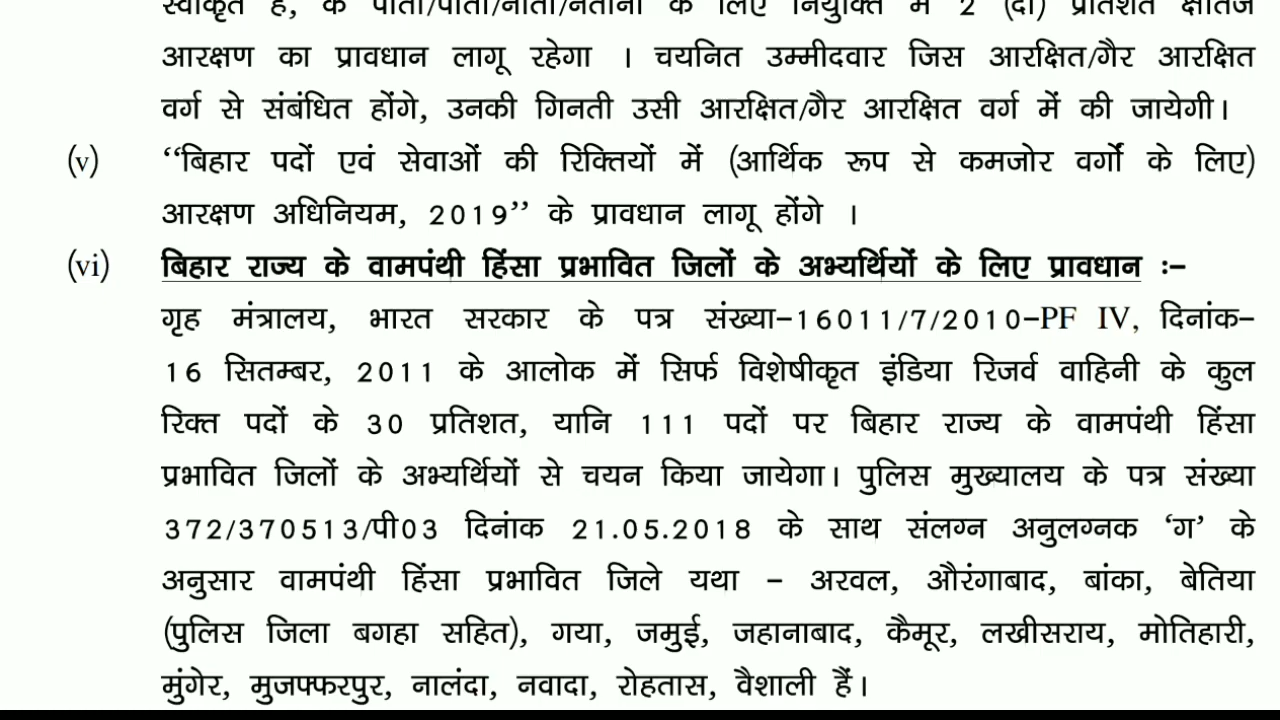 स्वीकृत है, के पोता/पोती/नाती/नतीनी के लिए नियुक्ति में 2 (दो) प्रतिशत क्षैतिज
आरक्षण का प्रावधान लागू रहेगा । चयनित उम्मीदवार जिस आरक्षित/गैर आरक्षित
वर्ग से संबंधित होंगे, उनकी गिनती उसी आरक्षित/गैर आरक्षित वर्ग में की जायेगी।
(v) “बिहार पदों एवं सेवाओं की रिक्तियों में (आर्थिक रूप से कमजोर वर्गों के लिए)
आरक्षण अधिनियम, 2019” के प्रावधान लागू होंगे ।
(vi) बिहार राज्य के वामपंथी हिंसा प्रभावित जिलों के अभ्यर्थियों के लिए प्रावधान :–
गृह मंत्रालय, भारत सरकार के पत्र संख्या–16011/7/2010–PF IV, दिनांक–
16 सितम्बर, 2011 के आलोक में सिर्फ विशेषीकृत इंडिया रिजर्व वाहिनी के कुल
रिक्त पदों के 30 प्रतिशत, यानि 111 पदों पर बिहार राज्य के वामपंथी हिंसा
प्रभावित जिलों के अभ्यर्थियों से चयन किया जायेगा। पुलिस मुख्यालय के पत्र संख्या
372/370513/पी03 दिनांक 21.05.2018 के साथ संलग्न अनुलग्नक ‘ग’ के
अनुसार वामपंथी हिंसा प्रभावित जिले यथा – अरवल, औरंगाबाद, बांका, बेतिया
(पुलिस जिला बगहा सहित), गया, जमुई, जहानाबाद, कैमूर, लखीसराय, मोतिहारी,
मुंगेर, मुजफ्फरपुर, नालंदा, नवादा, रोहतास, वैशाली हैं।